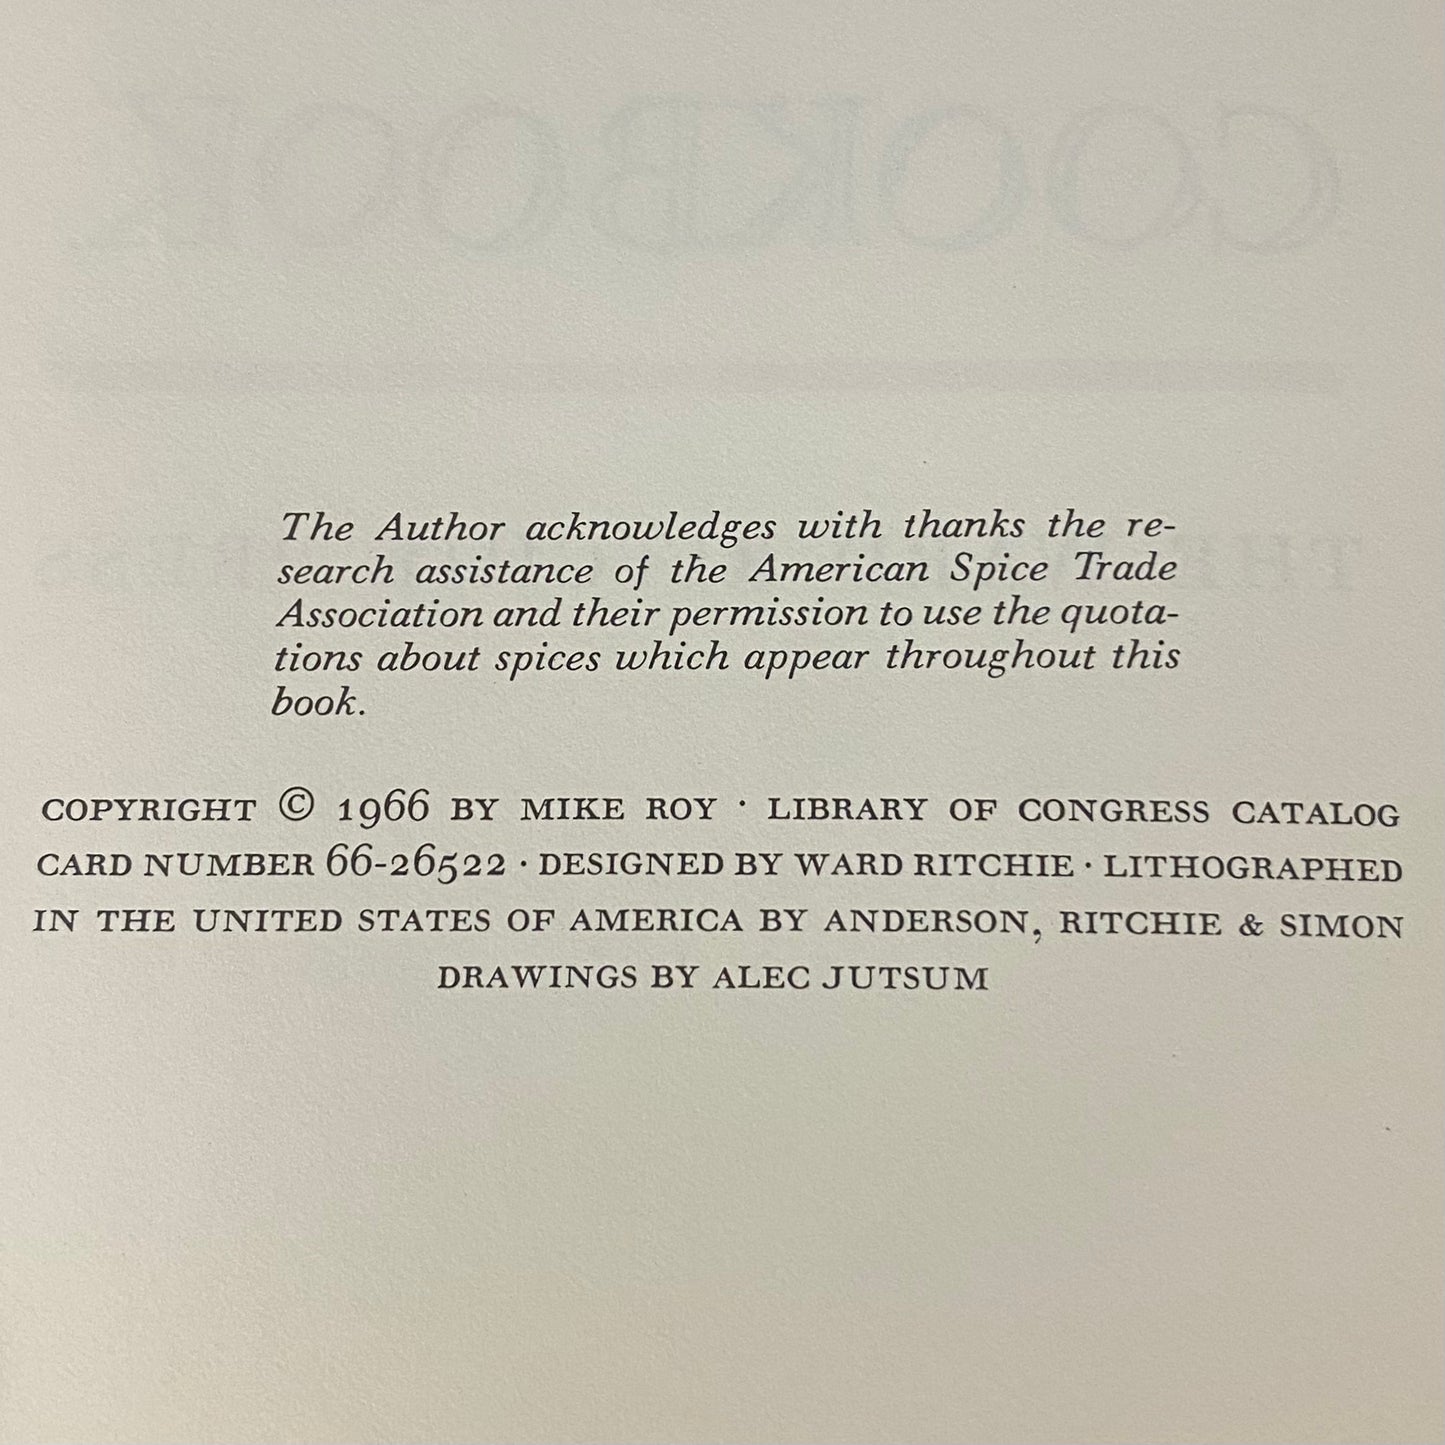 COOKBOOK
The Author acknowledges with thanks the re-
search assistance of the American Spice Trade
Association and their permission to use the quota-
tions about spices which appear throughout this
book.
COPYRIGHT © 1966 BY MIKE ROY · LIBRARY OF CONGRESS CATALOG
CARD NUMBER 66-26522 · DESIGNED BY WARD RITCHIE · LITHOGRAPHED
IN THE UNITED STATES OF AMERICA BY ANDERSON, RITCHIE & SIMON
DRAWINGS BY ALEC JUTSUM